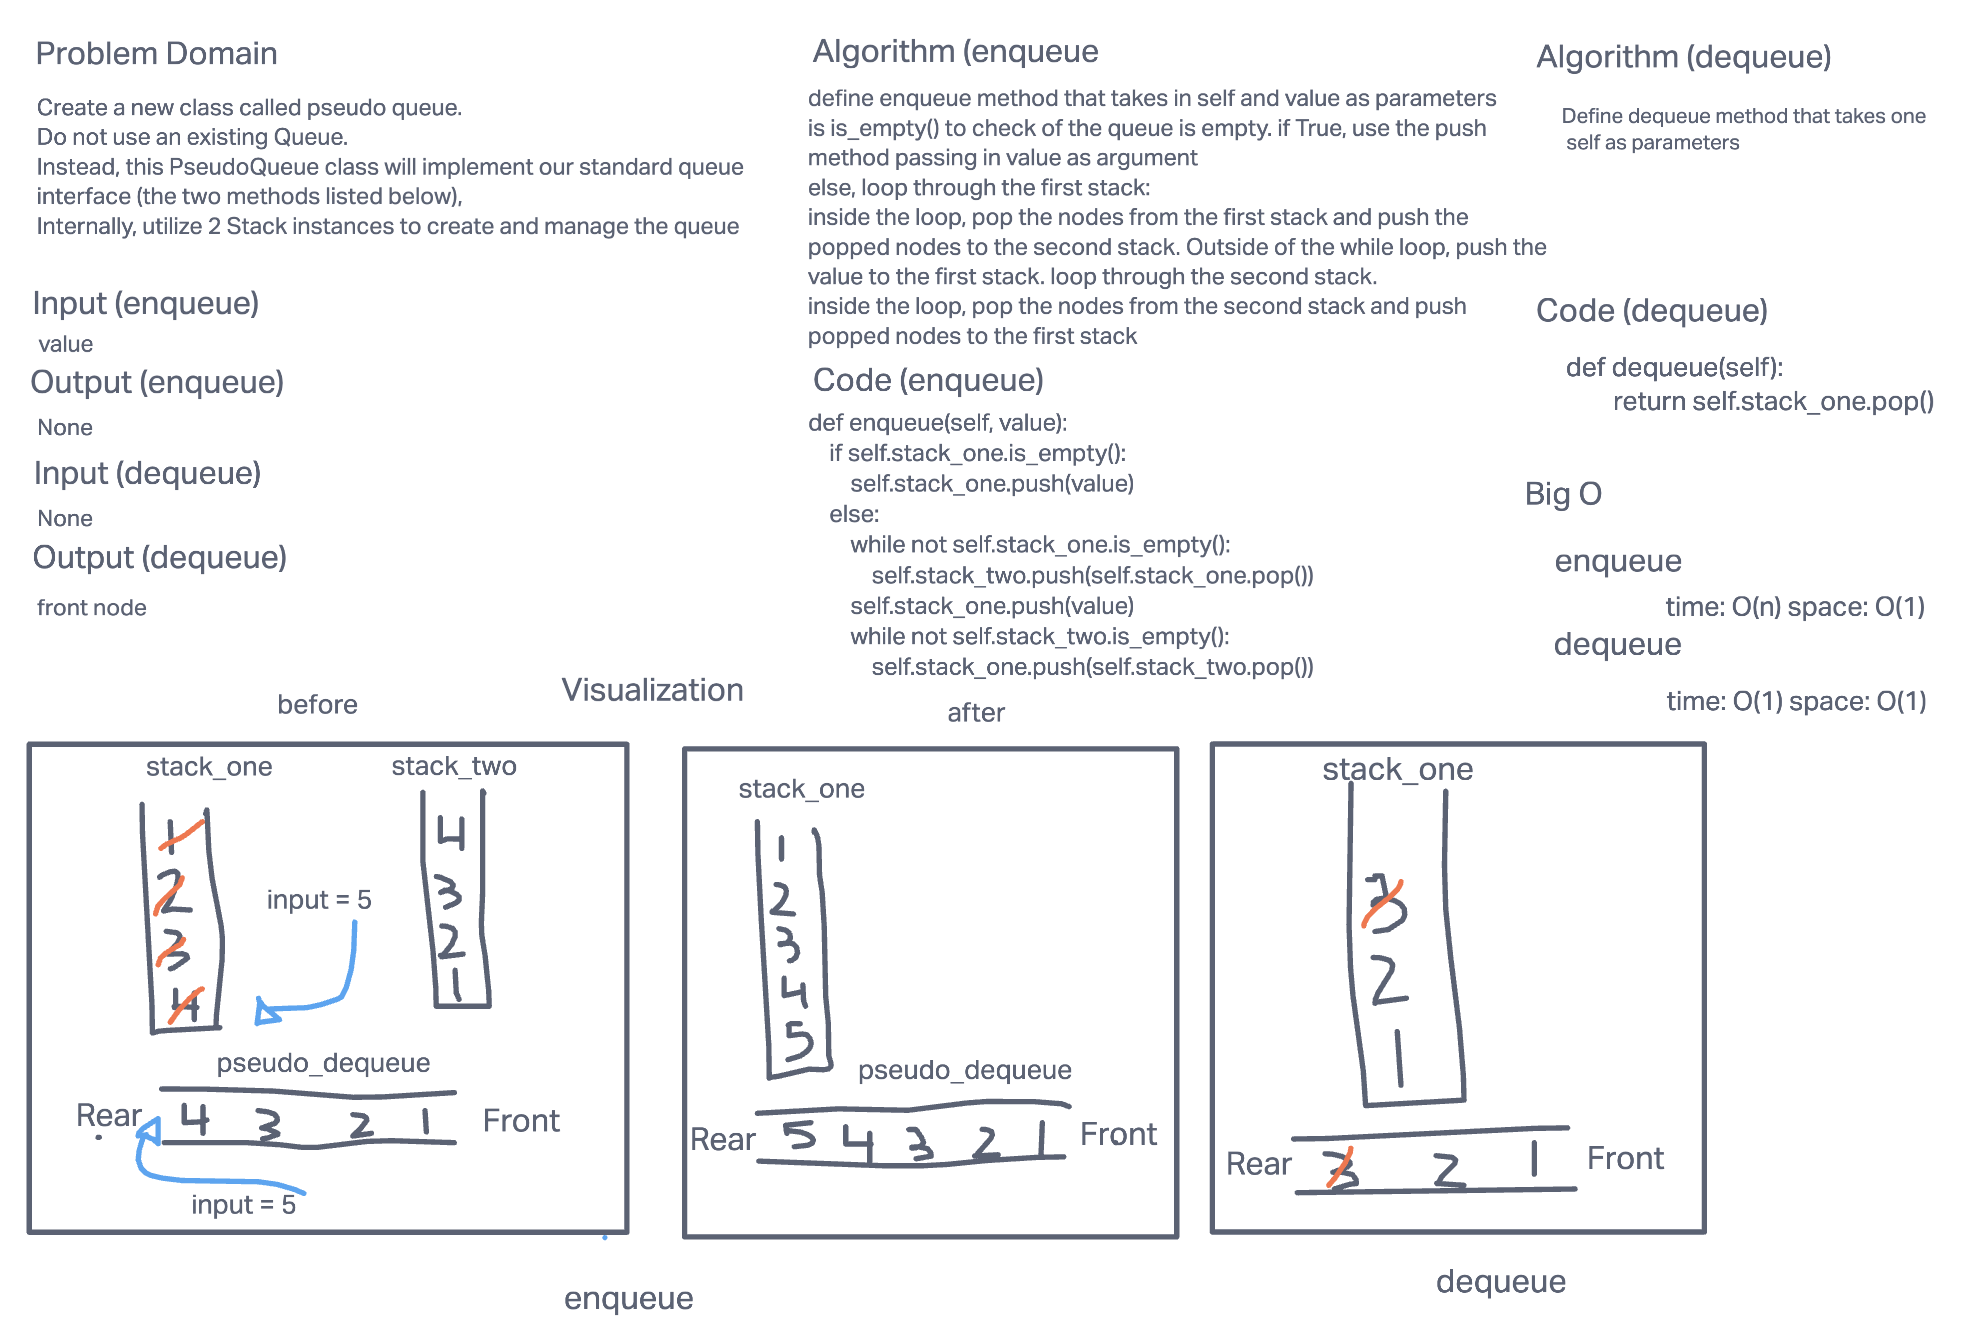 Problem Domain
Create a new class called pseudo queue.
Do not use an existing Queue.
Instead, this PseudoQueue class will implement our standard queue
interface (the two methods listed below),
Internally, utilize 2 Stack instances to create and manage the queue
Input (enqueue)
value
Output (enqueue)
None
Input (dequeue)
None
Output (dequeue)
front node
Algorithm (enqueue
define enqueue method that takes in self and value as parameters
is is_empty() to check of the queue is empty. if True, use the push
method passing in value as argument
else, loop through the first stack:
inside the loop, pop the nodes from the first stack and push the
popped nodes to the second stack. Outside of the while loop, push the
value to the first stack. loop through the second stack.
inside the loop, pop the nodes from the second stack and push
popped nodes to the first stack
Code (enqueue)
def enqueue(self, value):
if self.stack_one.is_empty():
self.stack_one.push(value)
else:
while not self.stack_one.is_empty():
self.stack_two.push(self.stack_one.pop())
self.stack_one.push(value)
while not self.stack_two.is_empty():
self.stack_one.push(self.stack_two.pop())
Algorithm (dequeue)
Define dequeue method that takes one
self as parameters
Code (dequeue)
def dequeue(self):
return self.stack_one.pop()
Big O
enqueue
time: O(n) space: O(1)
dequeue
time: O(1) space: O(1)
Visualization
before
stack_one
1
2
3
4
input = 5
stack_two
4
3
2
1
pseudo_dequeue
Rear 4 3 2 1 Front
input = 5
after
stack_one
1
2
3
4
5
pseudo_dequeue
Rear 5 4 3 2 1 Front
enqueue
stack_one
3
2
1
Rear 3 2 1 Front
dequeue